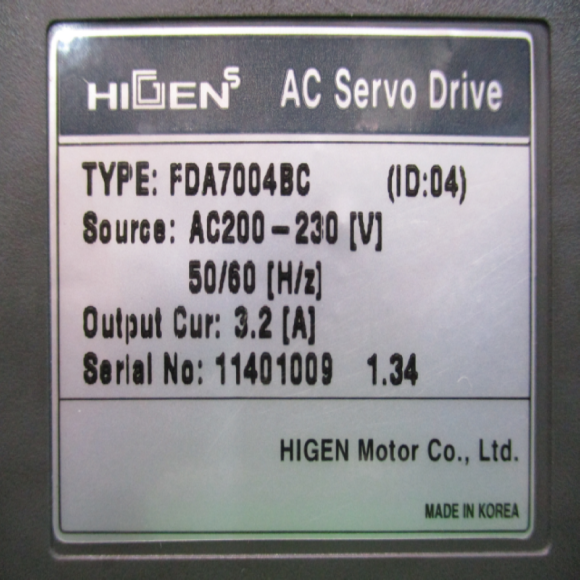 HIGEN S AC Servo Drive
TYPE: FDA7004BC (ID:04)
Source: AC200-230 [V]
50/60 [H/z]
Output Cur: 3.2 [A]
Serial No: 11401009 1.34
HIGEN Motor Co., Ltd.
MADE IN KOREA